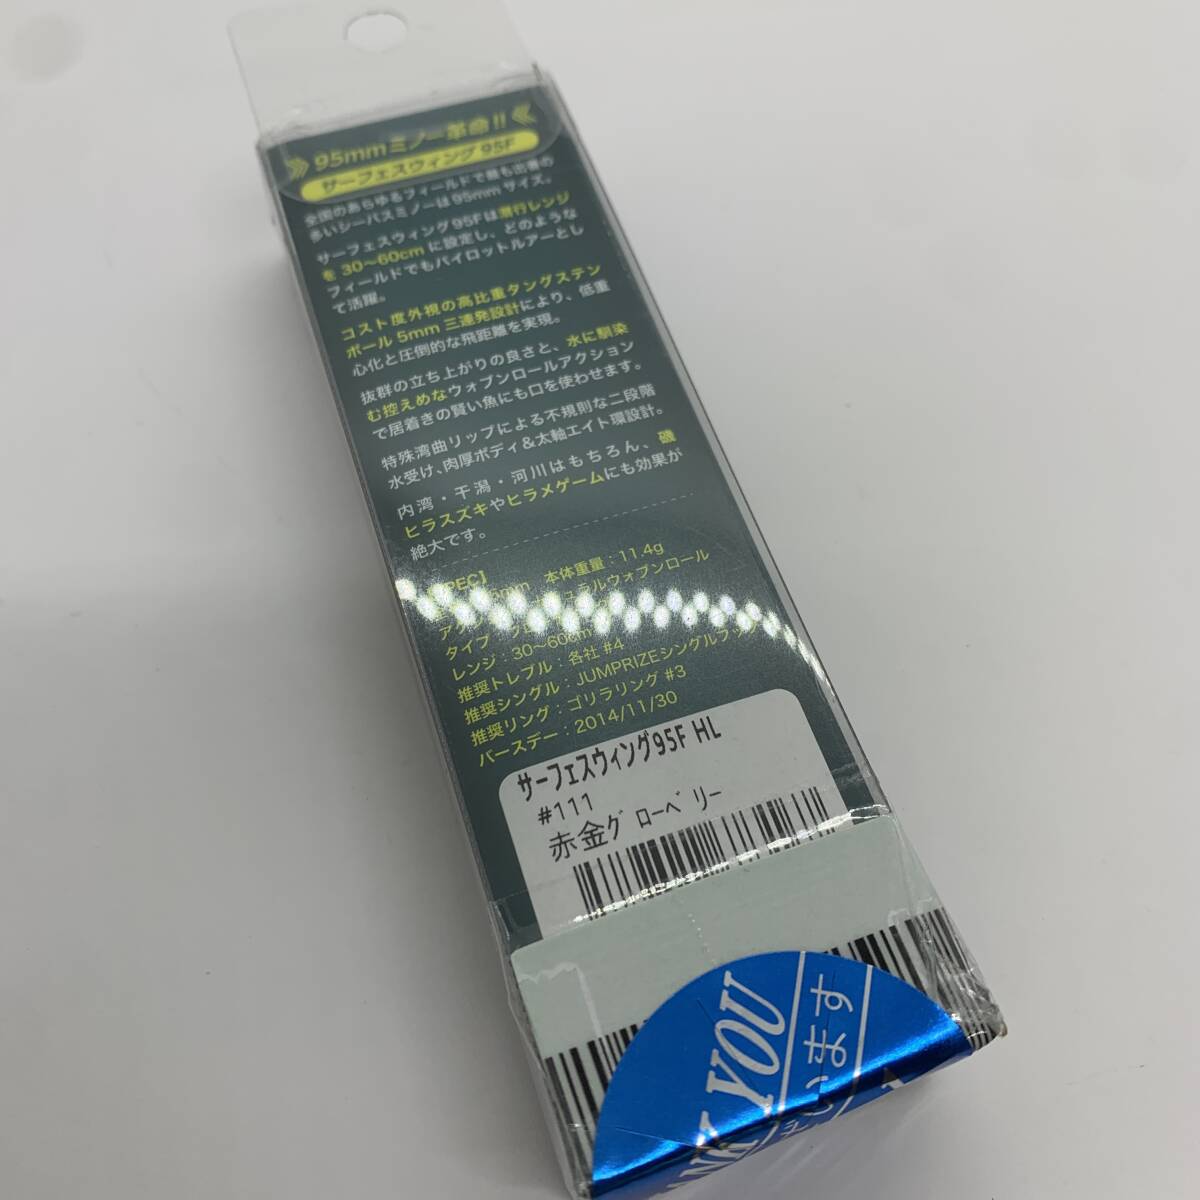 95mmミノー革命!!
サーフェスウィング 95F
全国のあらゆるフィールドで最も出番の
多いシーバスミノーは95mmサイズ。
サーフェスウィング95Fは潜行レンジ
を30〜60cmに設定し、どのような
フィールドでもパイロットルアーとし
て活躍。
コスト度外視の高比重タングステン
ボール5mm三連発設計により、低重
心化と圧倒的な飛距離を実現。
抜群の立ち上がりの良さと、水に馴染
む控えめなウォブンロールアクション
で居着きの賢い魚にも口を使わせます。
特殊湾曲リップによる不規則な二段階
水受け、肉厚ボディ&太軸エイト環設計。
内湾・干潟・河川はもちろん、磯
ヒラスズキやヒラメゲームにも効果が
絶大です。
本体重量:11.4g
ュラルウォブンロール
タイプ
レンジ:30〜60cm
推奨トレブル:各社#4
推奨シングル:JUMPRIZEシングルフック
推奨リング:ゴリラリング#3
バースデー:2014/11/30
サーフェスウィング95F HL
#111
赤金グローベリー
YOU
います